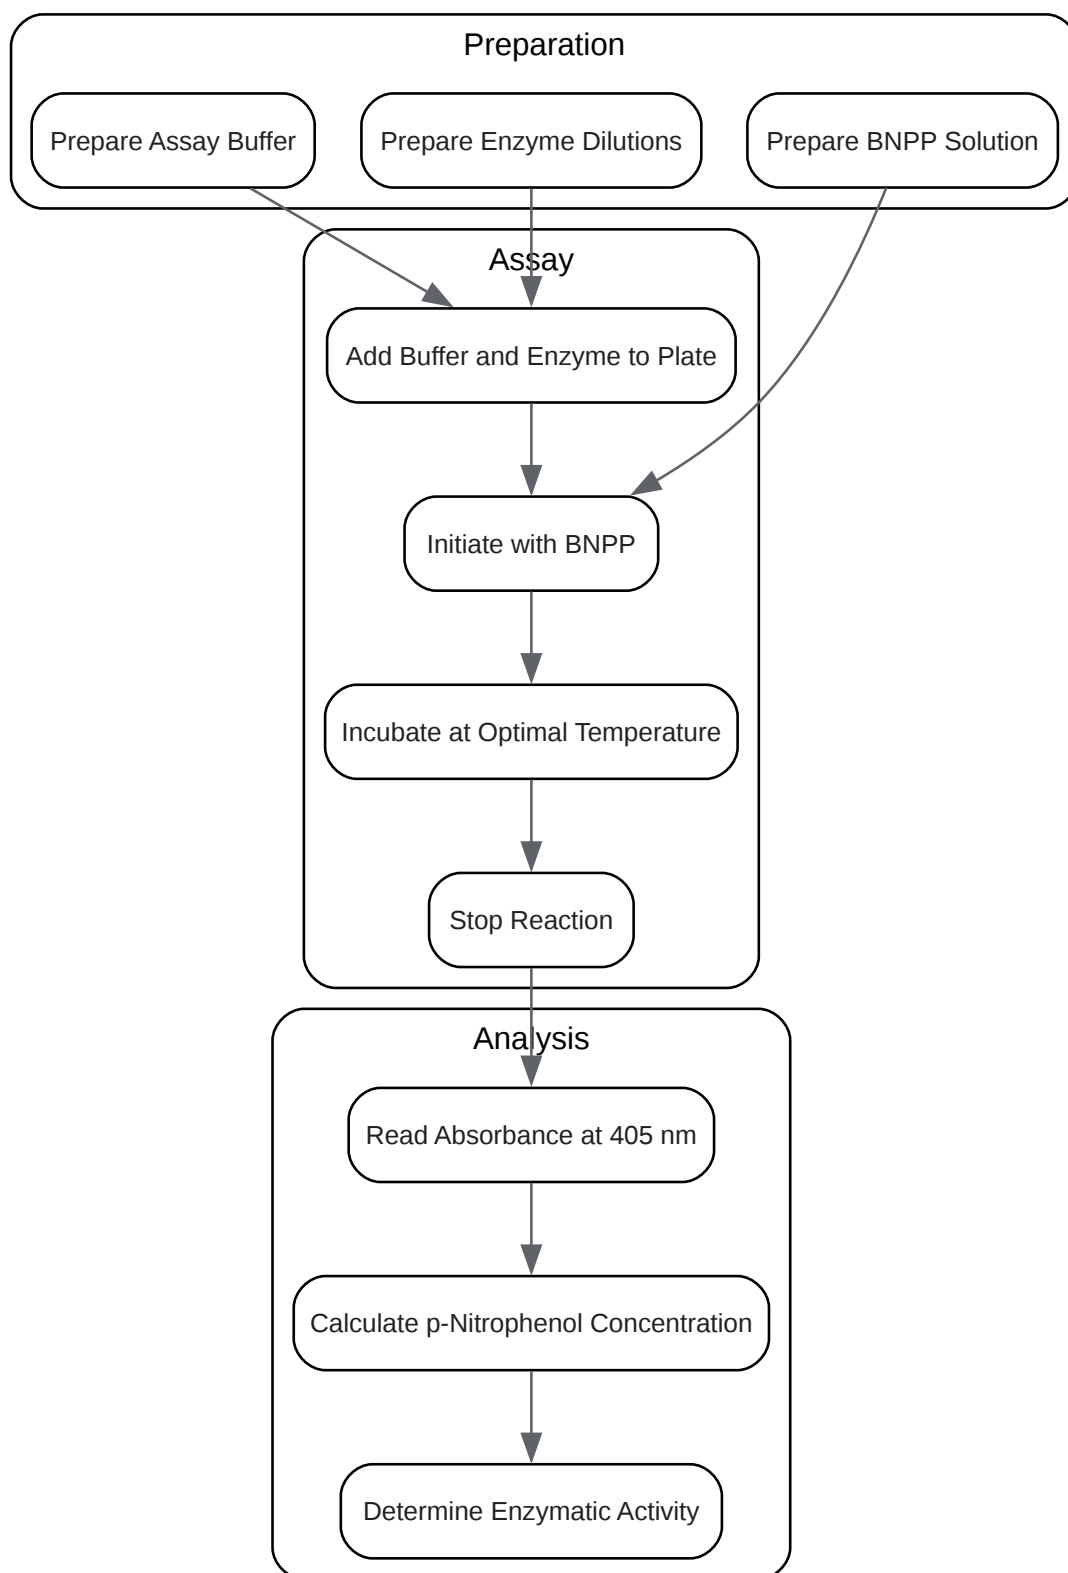 Preparation
Prepare Assay Buffer
Prepare Enzyme Dilutions
Prepare BNPP Solution
Assay
Add Buffer and Enzyme to Plate
Initiate with BNPP
Incubate at Optimal Temperature
Stop Reaction
Analysis
Read Absorbance at 405 nm
Calculate p-Nitrophenol Concentration
Determine Enzymatic Activity